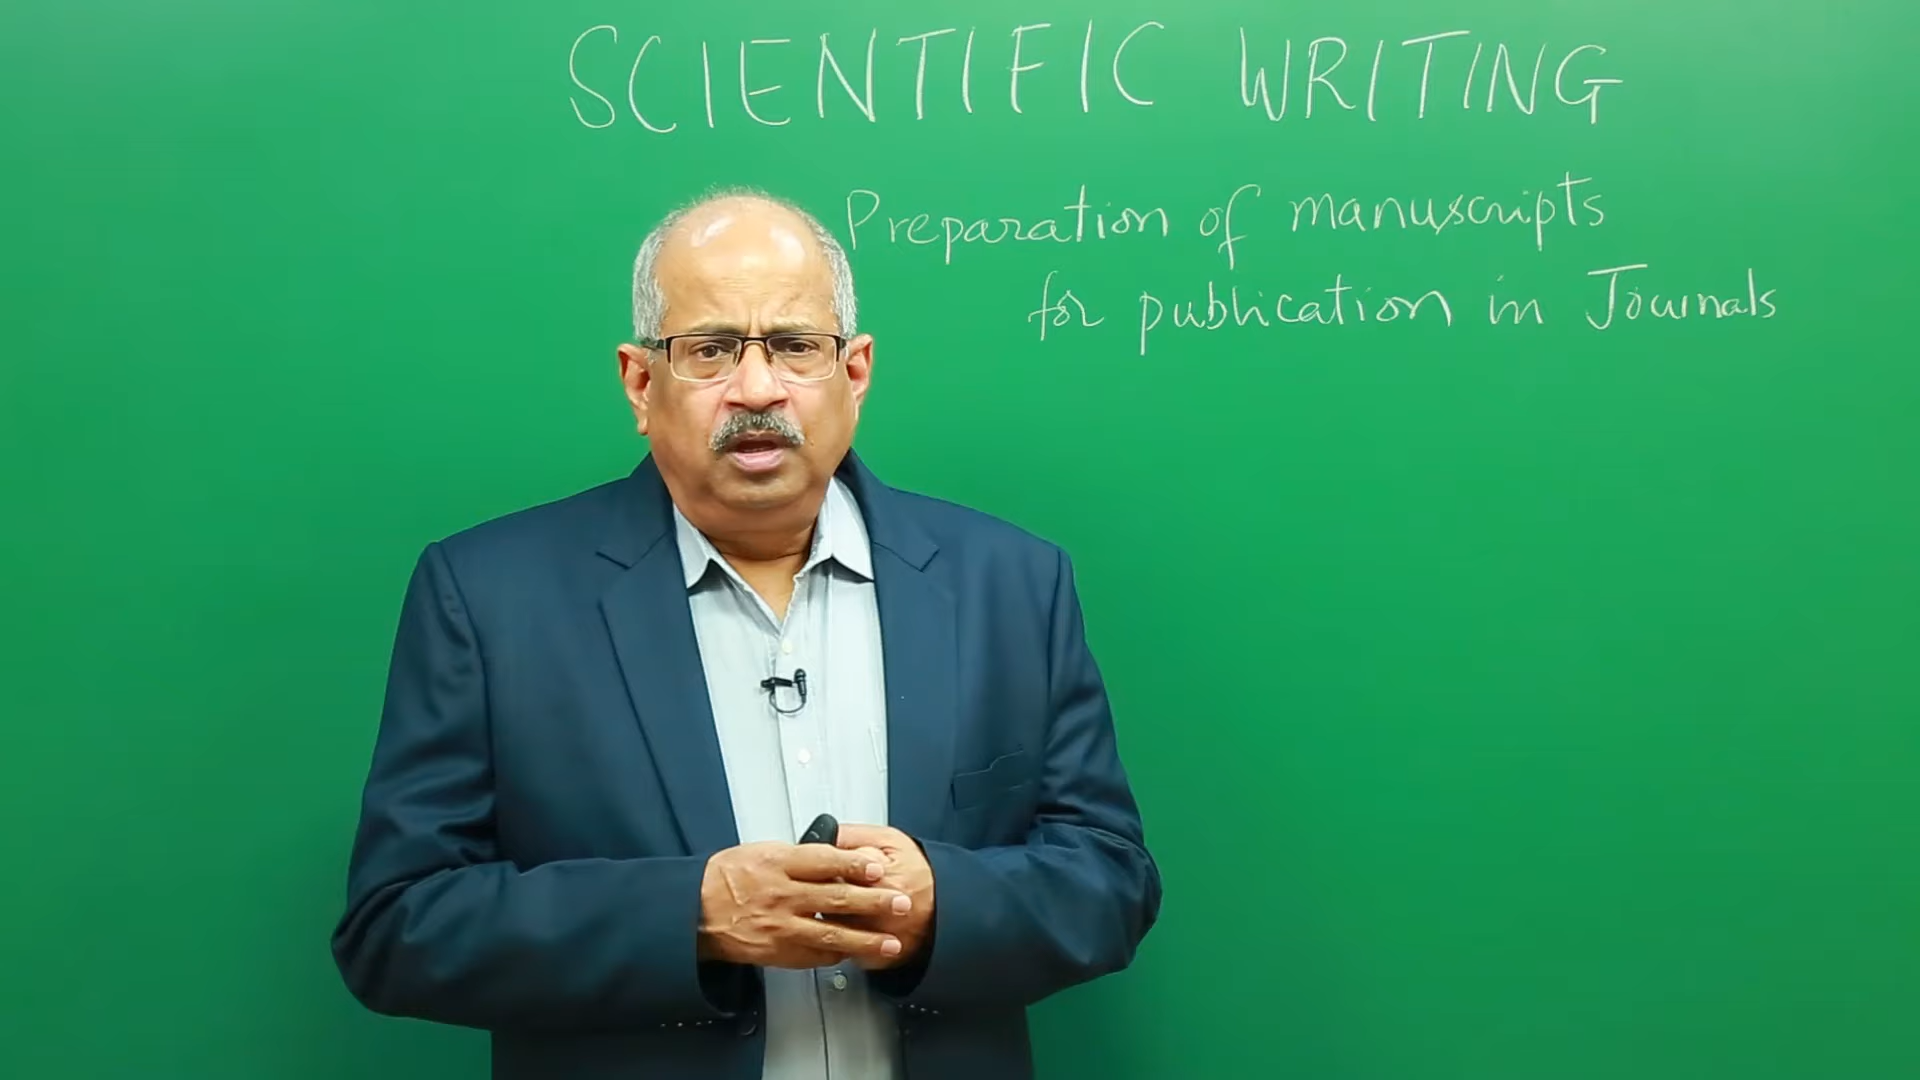 SCIENTIFIC WRITING
Preparation of manuscripts
for publication in Journals